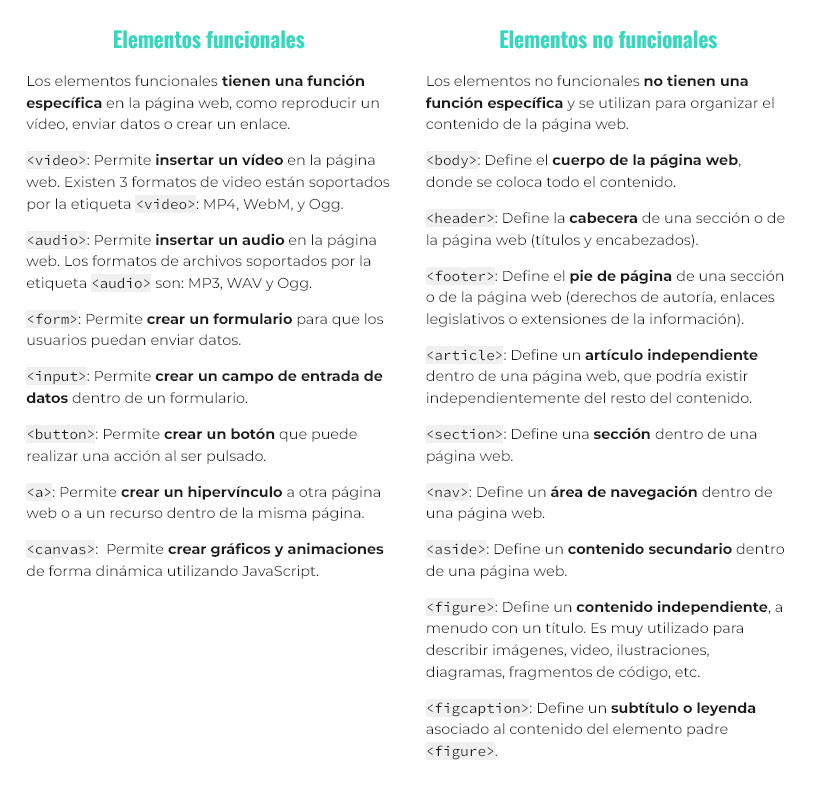 Elementos funcionales
Los elementos funcionales tienen una función
específica en la página web, como reproducir un
vídeo, enviar datos o crear un enlace.
<video>: Permite insertar un vídeo en la página
web. Existen 3 formatos de video están soportados
por la etiqueta <video>: MP4, WebM, y Ogg.
<audio>: Permite insertar un audio en la página
web. Los formatos de archivos soportados por la
etiqueta <audio> son: MP3, WAV y Ogg.
<form>: Permite crear un formulario para que los
usuarios puedan enviar datos.
<input>: Permite crear un campo de entrada de
datos dentro de un formulario.
<button>: Permite crear un botón que puede
realizar una acción al ser pulsado.
<a>: Permite crear un hipervínculo a otra página
web o a un recurso dentro de la misma página.
<canvas>: Permite crear gráficos y animaciones
de forma dinámica utilizando JavaScript.
Elementos no funcionales
Los elementos no funcionales no tienen una
función específica y se utilizan para organizar el
contenido de la página web.
<body>: Define el cuerpo de la página web,
donde se coloca todo el contenido.
<header>: Define la cabecera de una sección o de
la página web (títulos y encabezados).
<footer>: Define el pie de página de una sección
o de la página web (derechos de autoría, enlaces
legislativos o extensiones de la información).
<article>: Define un artículo independiente
dentro de una página web, que podría existir
independientemente del resto del contenido.
<section>: Define una sección dentro de una
página web.
<nav>: Define un área de navegación dentro de
una página web.
<aside>: Define un contenido secundario dentro
de una página web.
<figure>: Define un contenido independiente, a
menudo con un título. Es muy utilizado para
describir imágenes, video, ilustraciones,
diagramas, fragmentos de código, etc.
<figcaption>: Define un subtítulo o leyenda
asociado al contenido del elemento padre
<figure>.